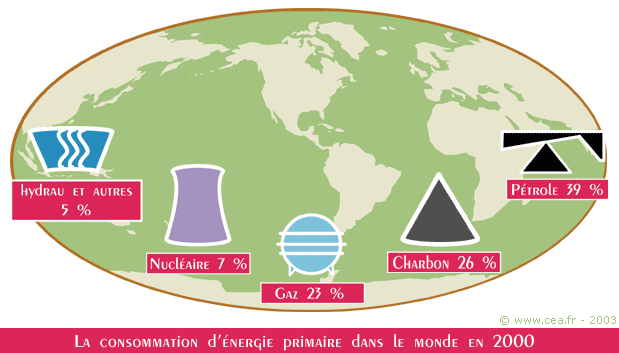 hydrau et autres
5 %
Nucléaire 7 %
Gaz 23 %
Charbon 26 %
Pétrole 39 %
© www.cea.fr - 2003
La consommation d'énergie primaire dans le monde en 2000